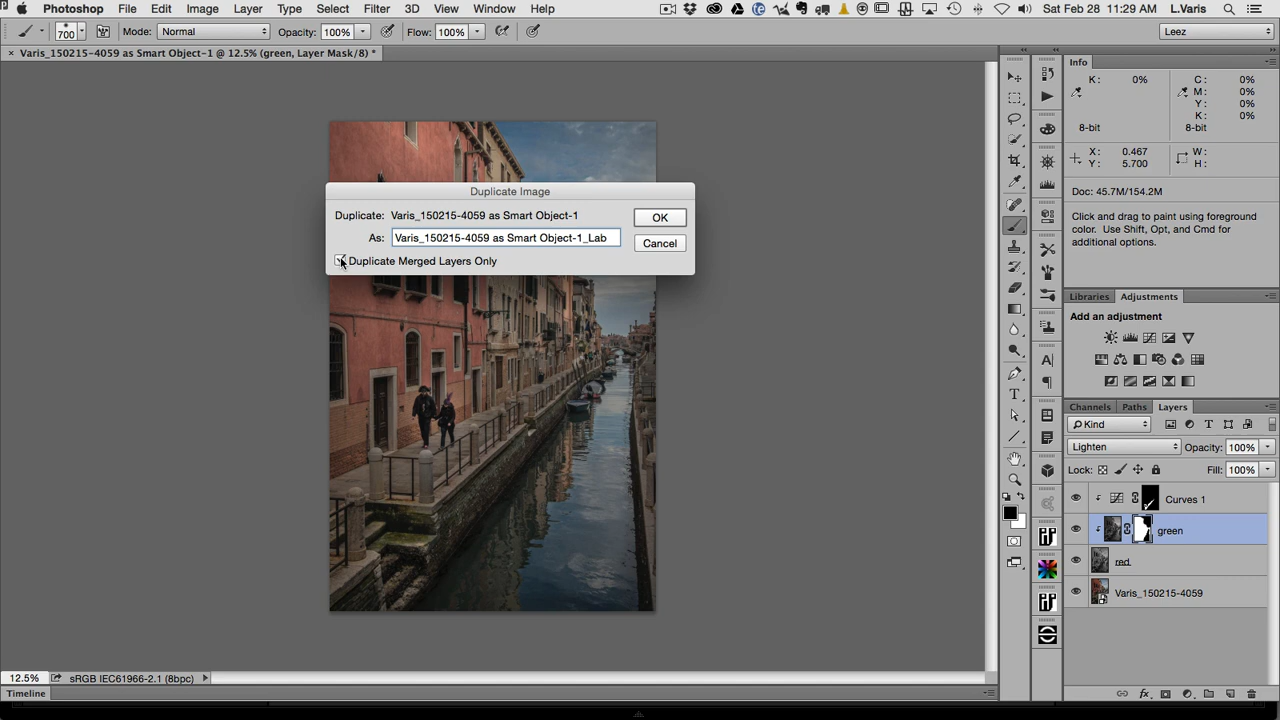 Photoshop File Edit Image Layer Type Select Filter 3D View Window Help Sat Feb 28 11:29 AM L.Varis
700 Mode: Normal Opacity: 100% Flow: 100% Leez
× Varis_150215-4059 as Smart Object-1 @ 12.5% (green, Layer Mask/8) *
Info
K: 0% C: 0%
M: 0%
Y: 0%
K: 0%
8-bit 8-bit
X: 0.467 W:
Y: 5.700 H:
Doc: 45.7M/154.2M
Click and drag to paint using foreground
color. Use Shift, Opt, and Cmd for
additional options.
Duplicate Image
Duplicate: Varis_150215-4059 as Smart Object-1 OK
As: Varis_150215-4059 as Smart Object-1_Lab
Cancel
Duplicate Merged Layers Only
Libraries Adjustments
Add an adjustment
Channels Paths Layers
Kind
Lighten Opacity: 100%
Lock: Fill: 100%
Curves 1
green
red
Varis_150215-4059
12.5% sRGB IEC61966-2.1 (8bpc)
Timeline